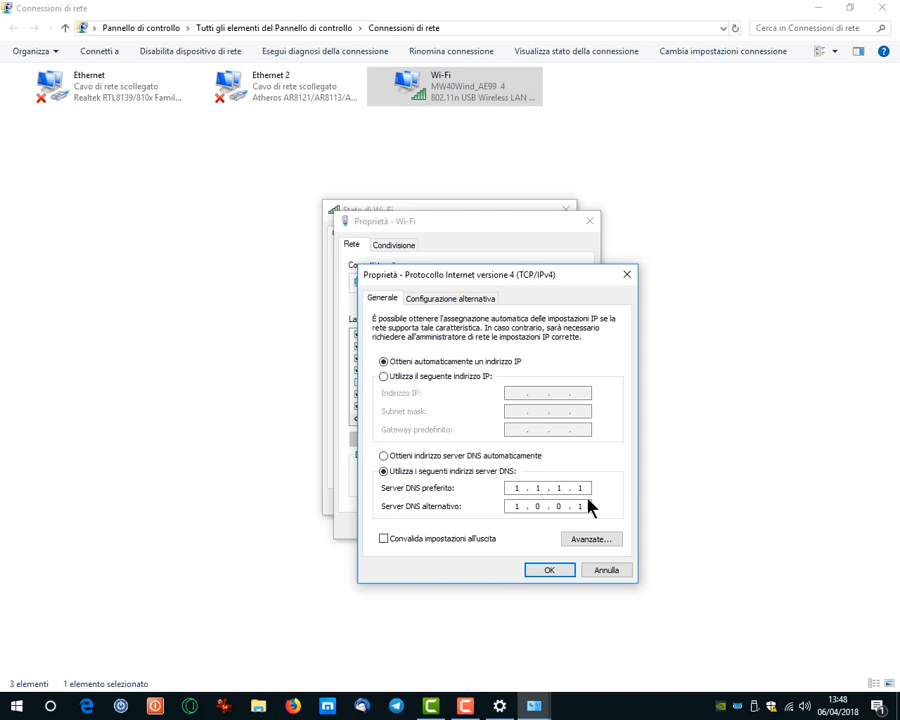 Connessioni di rete
Pannello di controllo > Tutti gli elementi del Pannello di controllo > Connessioni di rete
Cerca in Connessioni di rete
Organizza
Connetti a
Disabilita dispositivo di rete
Esegui diagnosi della connessione
Rinomina connessione
Visualizza stato della connessione
Cambia impostazioni connessione
Ethernet
Cavo di rete scollegato
Realtek RTL8139/810x Famil...
Ethernet 2
Cavo di rete scollegato
Atheros AR8121/AR8113/A...
Wi-Fi
MW40Wind_AE99 4
802.11n USB Wireless LAN ...
Stato di Wi-Fi
Proprietà - Wi-Fi
Rete
Condivisione
Proprietà - Protocollo Internet versione 4 (TCP/IPv4)
Generale
Configurazione alternativa
È possibile ottenere l'assegnazione automatica delle impostazioni IP se la
rete supporta tale caratteristica. In caso contrario, sarà necessario
richiedere all'amministratore di rete le impostazioni IP corrette.
Ottieni automaticamente un indirizzo IP
Utilizza il seguente indirizzo IP:
Indirizzo IP:
. . .
Subnet mask:
. . .
Gateway predefinito:
. . .
Ottieni indirizzo server DNS automaticamente
Utilizza i seguenti indirizzi server DNS:
Server DNS preferito:
1 . 1 . 1 . 1
Server DNS alternativo:
1 . 0 . 0 . 1
Convalida impostazioni all'uscita
Avanzate...
OK
Annulla
3 elementi
1 elemento selezionato
13:48
06/04/2018
1